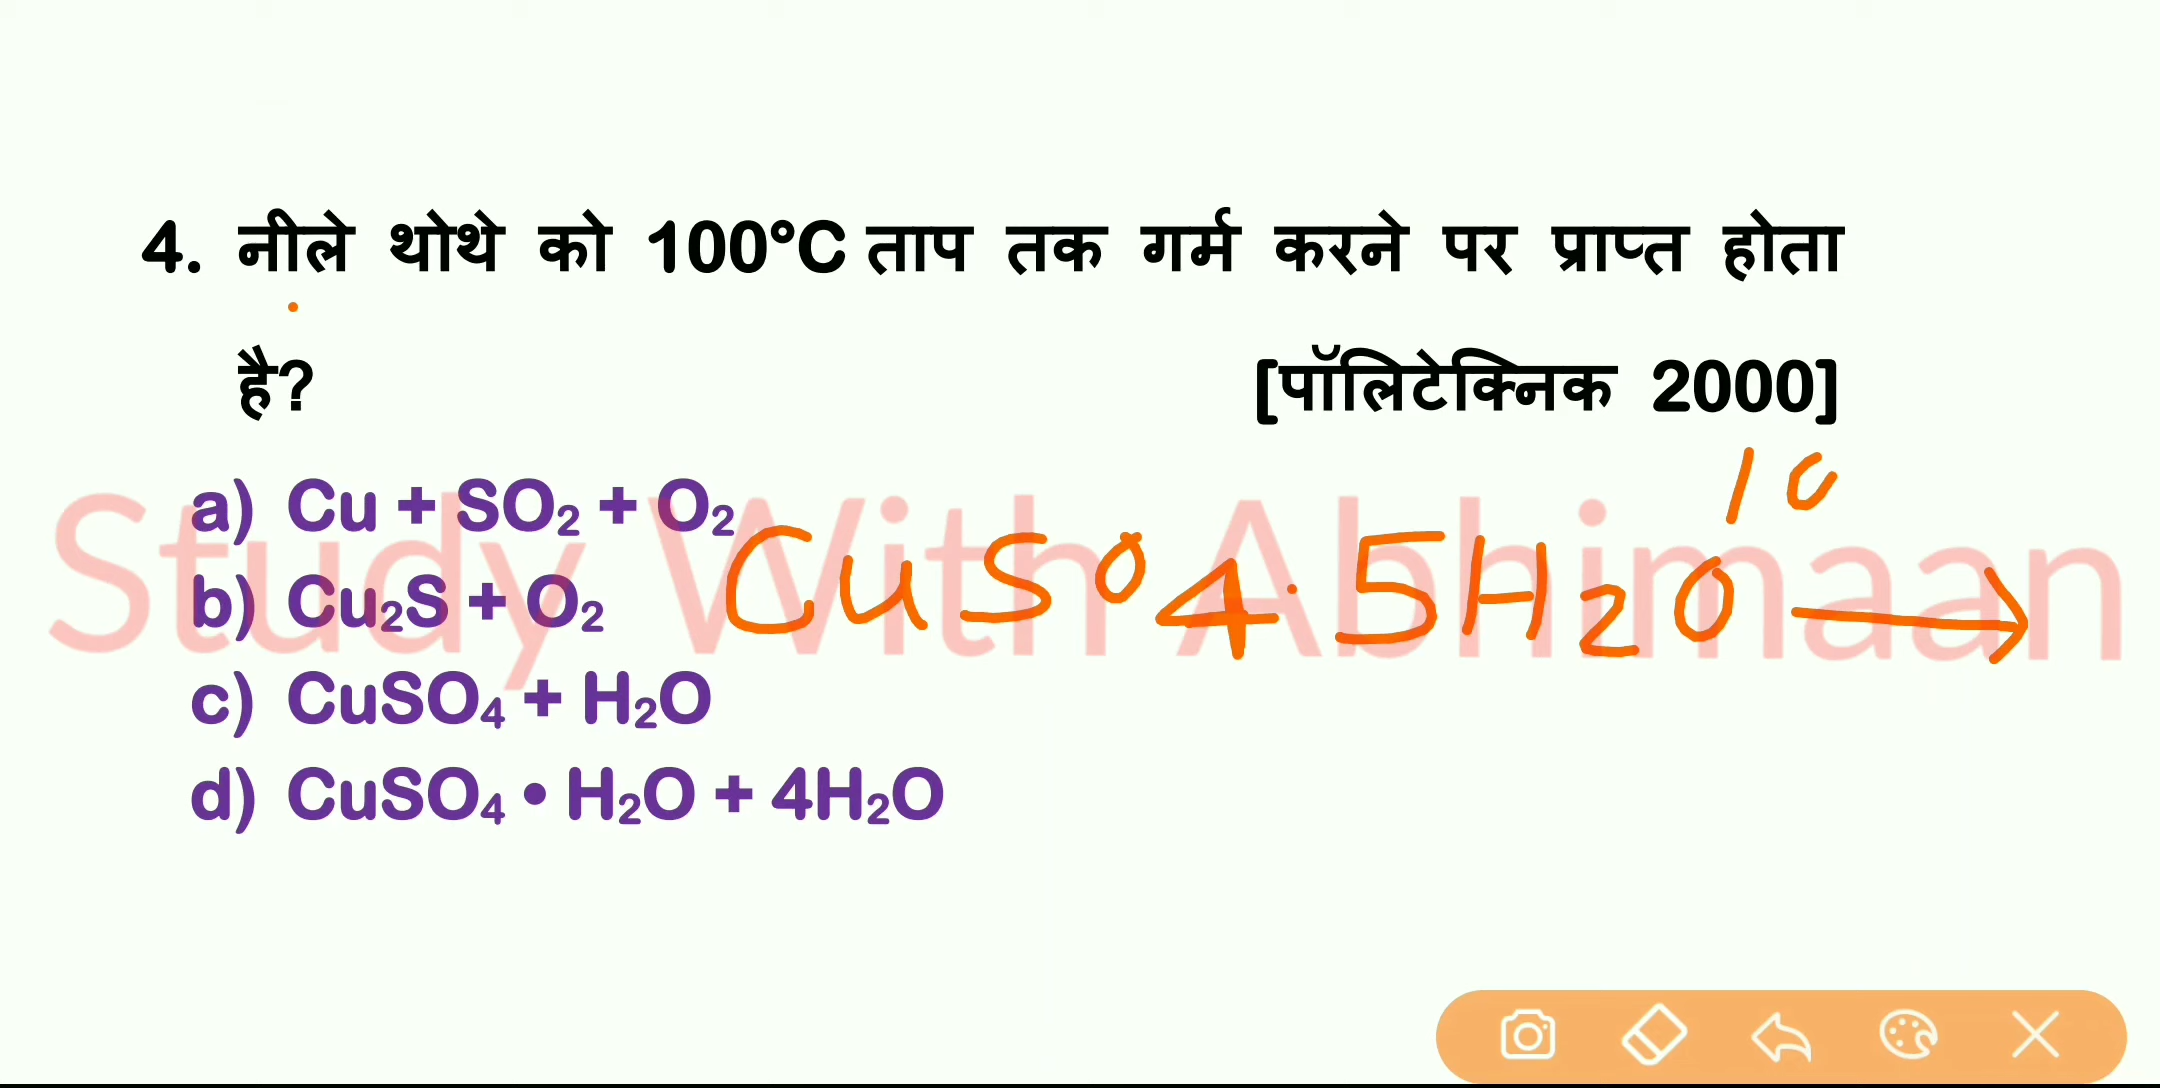 4. नीले थोथे को 100°C ताप तक गर्म करने पर प्राप्त होता
है? [पॉलिटेक्निक 2000]
a) Cu + SO₂ + O₂
b) Cu₂S + O₂
c) CuSO₄ + H₂O
d) CuSO₄ • H₂O + 4H₂O
10
CuSO₄.5H₂O →
Study With Abhimaan